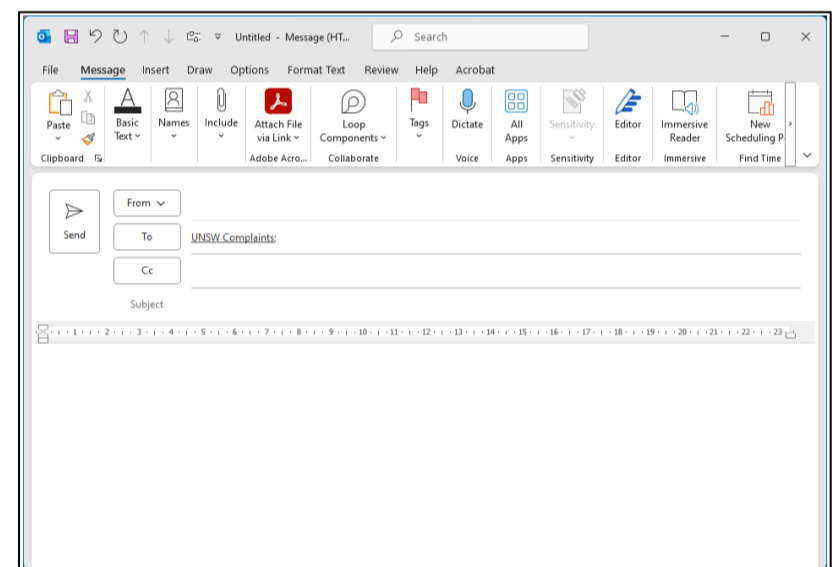 Untitled - Message (HT... Search
File Message Insert Draw Options Format Text Review Help Acrobat
Paste Basic Text Names Include Attach File via Link Loop Components Tags Dictate All Apps Sensitivity Editor Immersive Reader New Scheduling P
Clipboard Adobe Acro... Collaborate Voice Apps Sensitivity Editor Immersive Find Time
From
Send To UNSW Complaints;
Cc
Subject
1 2 3 4 5 6 7 8 9 10 11 12 13 14 15 16 17 18 19 20 21 22 23